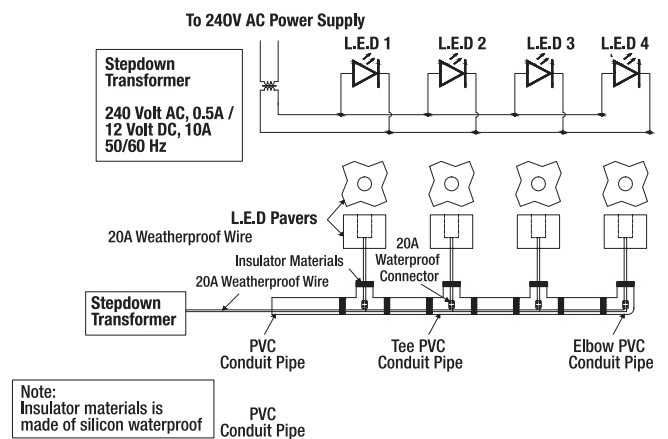 To 240V AC Power Supply
L.E.D 1
L.E.D 2
L.E.D 3
L.E.D 4
Stepdown
Transformer
240 Volt AC, 0.5A /
12 Volt DC, 10A
50/60 Hz
L.E.D Pavers
20A Weatherproof Wire
Insulator Materials
20A
Waterproof
Connector
20A Weatherproof Wire
Stepdown
Transformer
PVC
Conduit Pipe
Tee PVC
Conduit Pipe
Elbow PVC
Conduit Pipe
Note:
Insulator materials is
made of silicon waterproof
PVC
Conduit Pipe